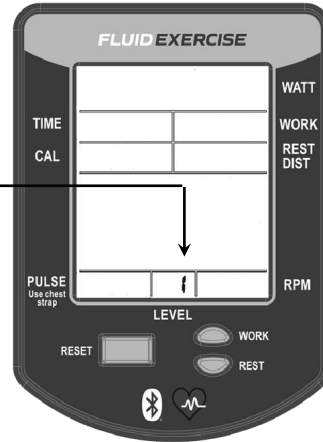 FLUID EXERCISE
WATT
TIME
WORK
CAL
REST
DIST
1
PULSE
Use chest
strap
RPM
LEVEL
WORK
RESET
REST